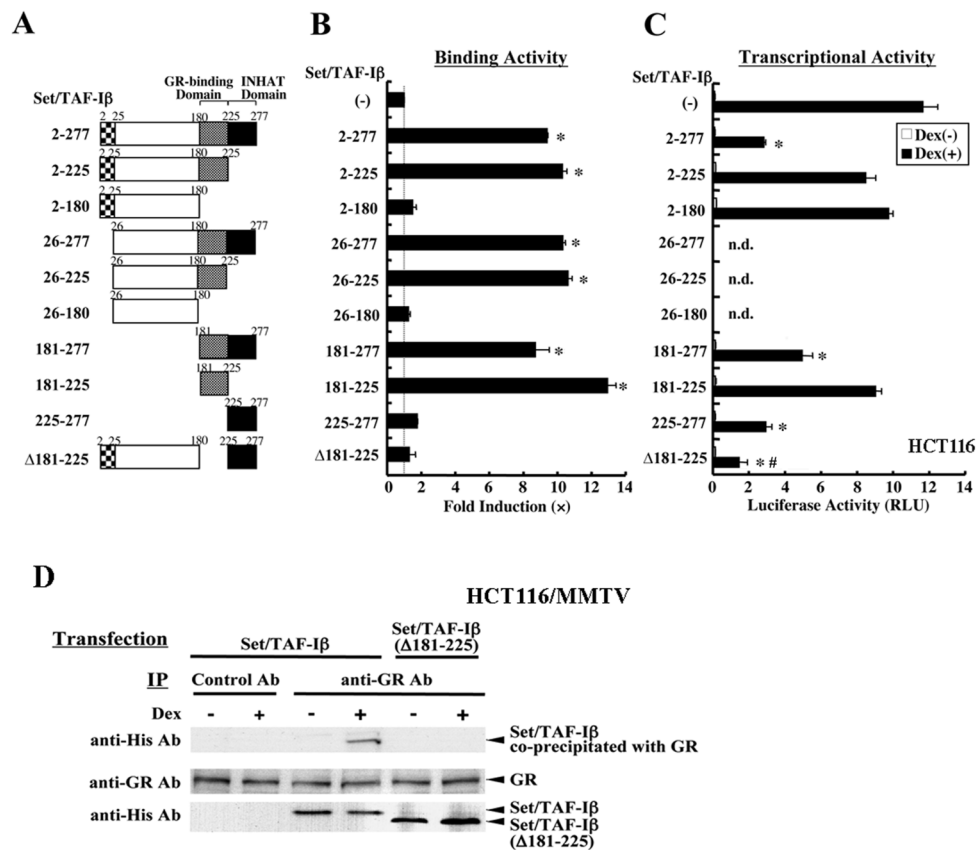 A
Set/TAF-Iβ
GR-binding Domain
INHAT Domain
2 25 180 225 277
2-277
2 25 180 225
2-225
2 25 180
2-180
26 180 225 277
26-277
26 180 225
26-225
26 180
26-180
181 277
181-277
181 225
181-225
225 277
225-277
2 25 180 225 277
Δ181-225
B
Binding Activity
Set/TAF-Iβ
(-)
2-277 *
2-225 *
2-180
26-277 *
26-225 *
26-180
181-277 *
181-225 *
225-277
Δ181-225
0 2 4 6 8 10 12 14
Fold Induction (×)
C
Transcriptional Activity
Set/TAF-Iβ
(-)
Dex(-)
Dex(+)
2-277 *
2-225
2-180
26-277 n.d.
26-225 n.d.
26-180 n.d.
181-277 *
181-225
225-277 *
Δ181-225 * #
HCT116
0 2 4 6 8 10 12 14
Luciferase Activity (RLU)
D
HCT116/MMTV
Transfection
Set/TAF-Iβ
Set/TAF-Iβ
(Δ181-225)
IP
Control Ab
anti-GR Ab
Dex - + - + - +
anti-His Ab
Set/TAF-Iβ
co-precipitated with GR
anti-GR Ab
GR
anti-His Ab
Set/TAF-Iβ
Set/TAF-Iβ
(Δ181-225)